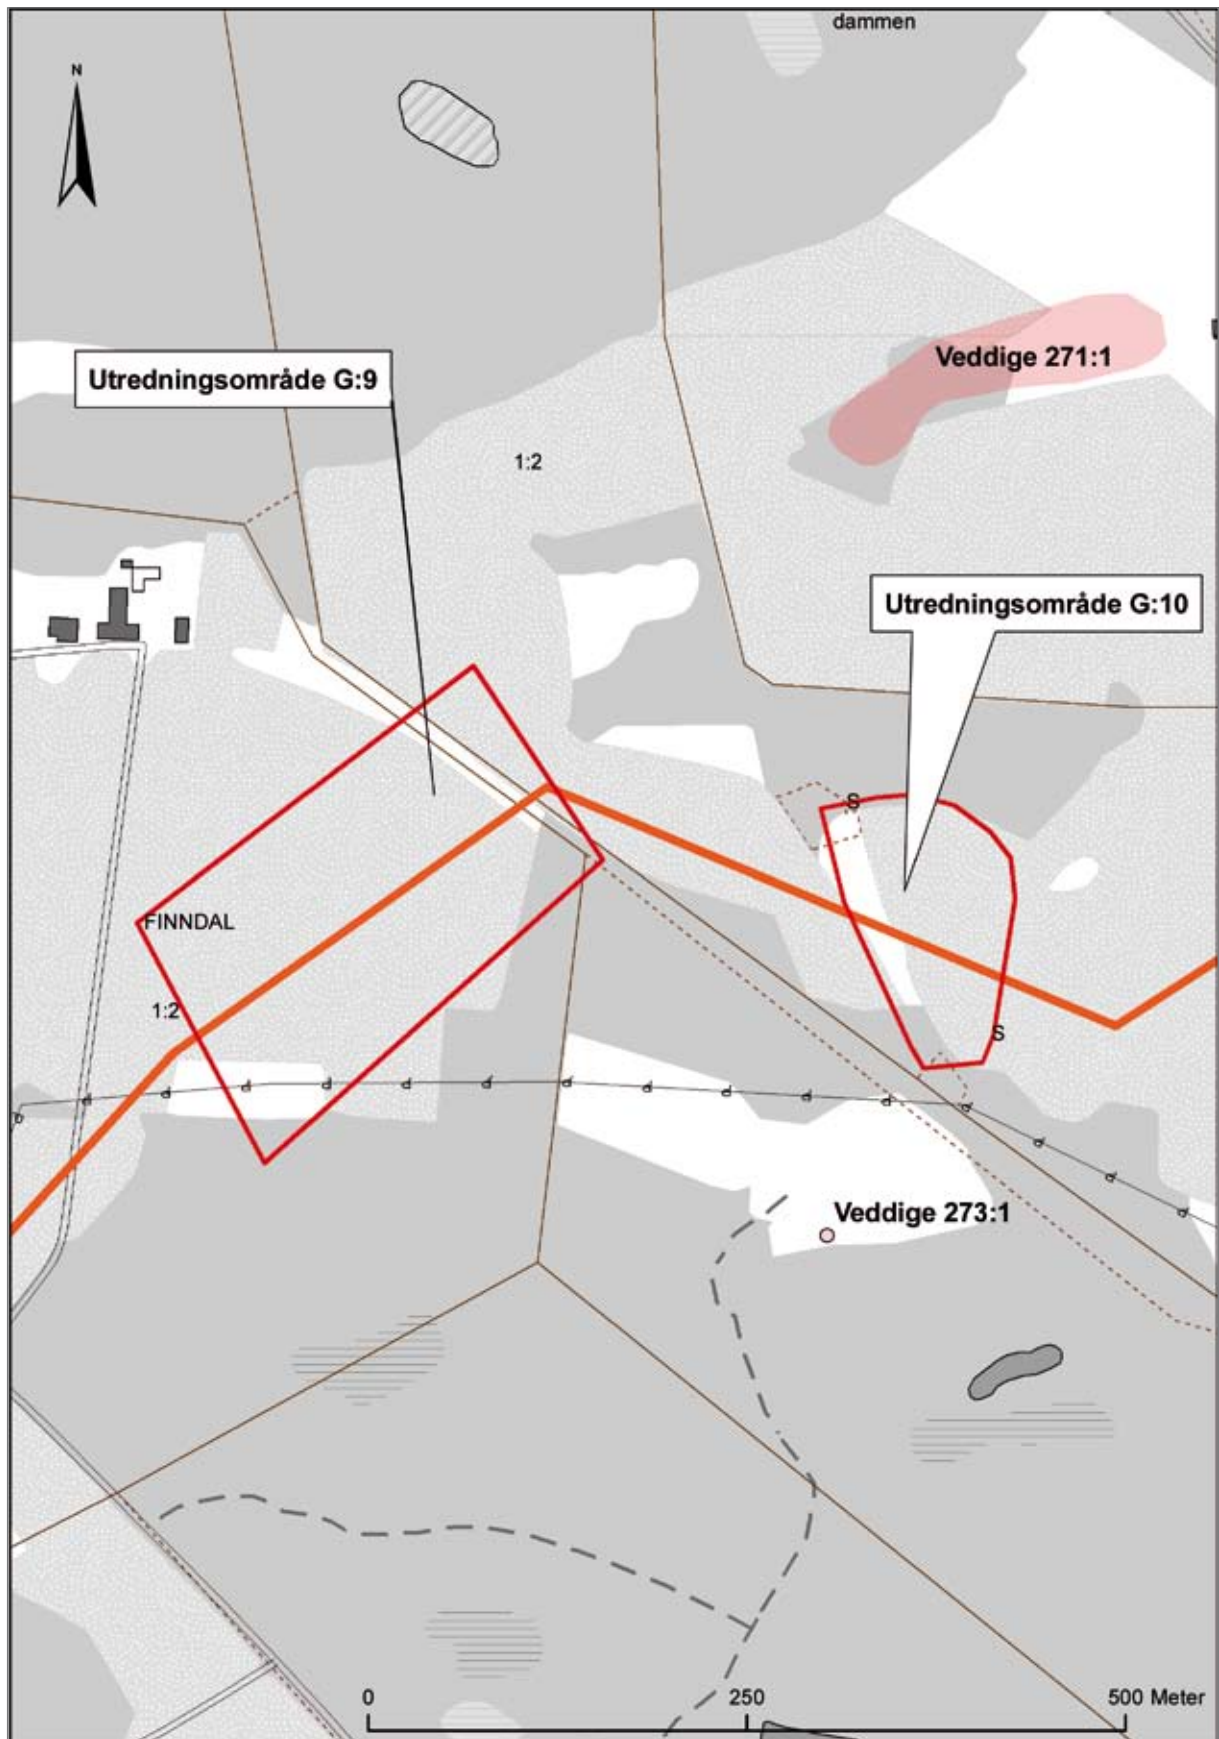 dammen
N
Veddige 271:1
Utredningsområde G:9
1:2
Utredningsområde G:10
S
FINNDAL
1:2
S
Veddige 273:1
0 250 500 Meter